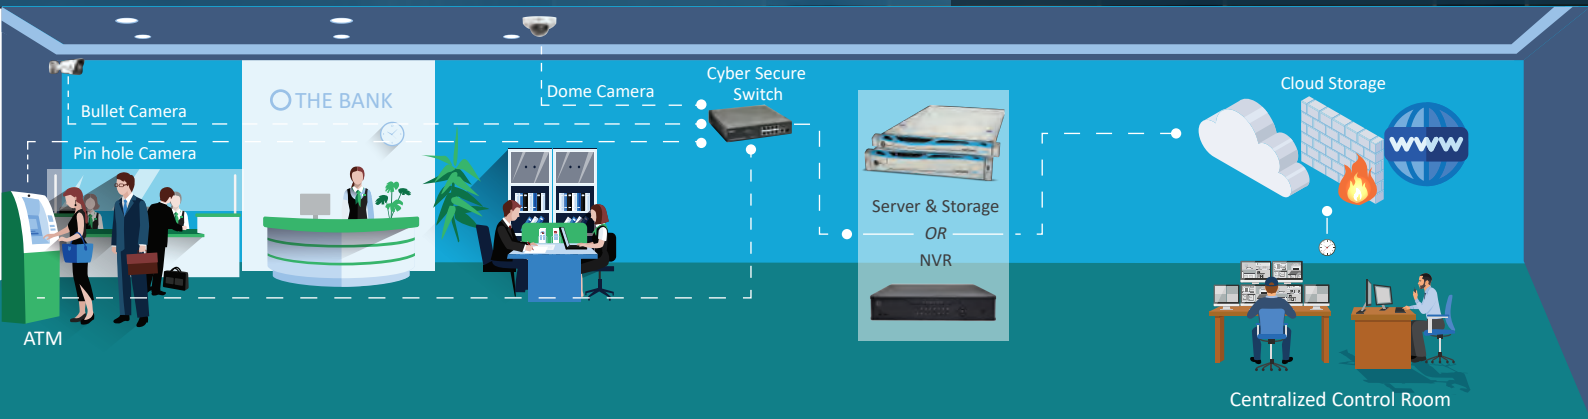 Cyber Secure
Switch
Dome Camera
Bullet Camera
THE BANK
Pin hole Camera
Cloud Storage
www
Server & Storage
OR
NVR
ATM
Centralized Control Room